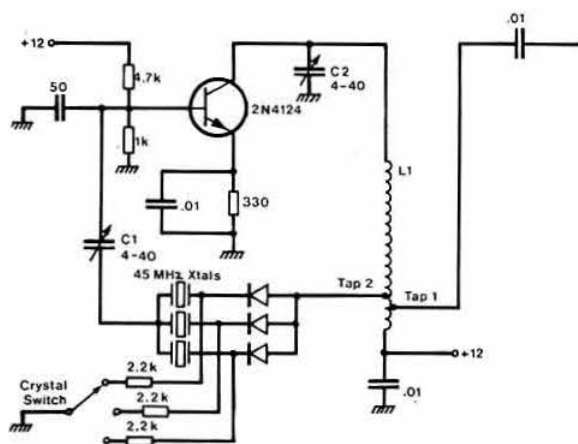 .01
+12
C2
4-40
4.7k
50
2N4124
1k
L1
.01
330
C1
4-40
45 MHz Xtals
Tap 2
Tap 1
2.2k
+12
Crystal
Switch
.01
2.2k
2.2k